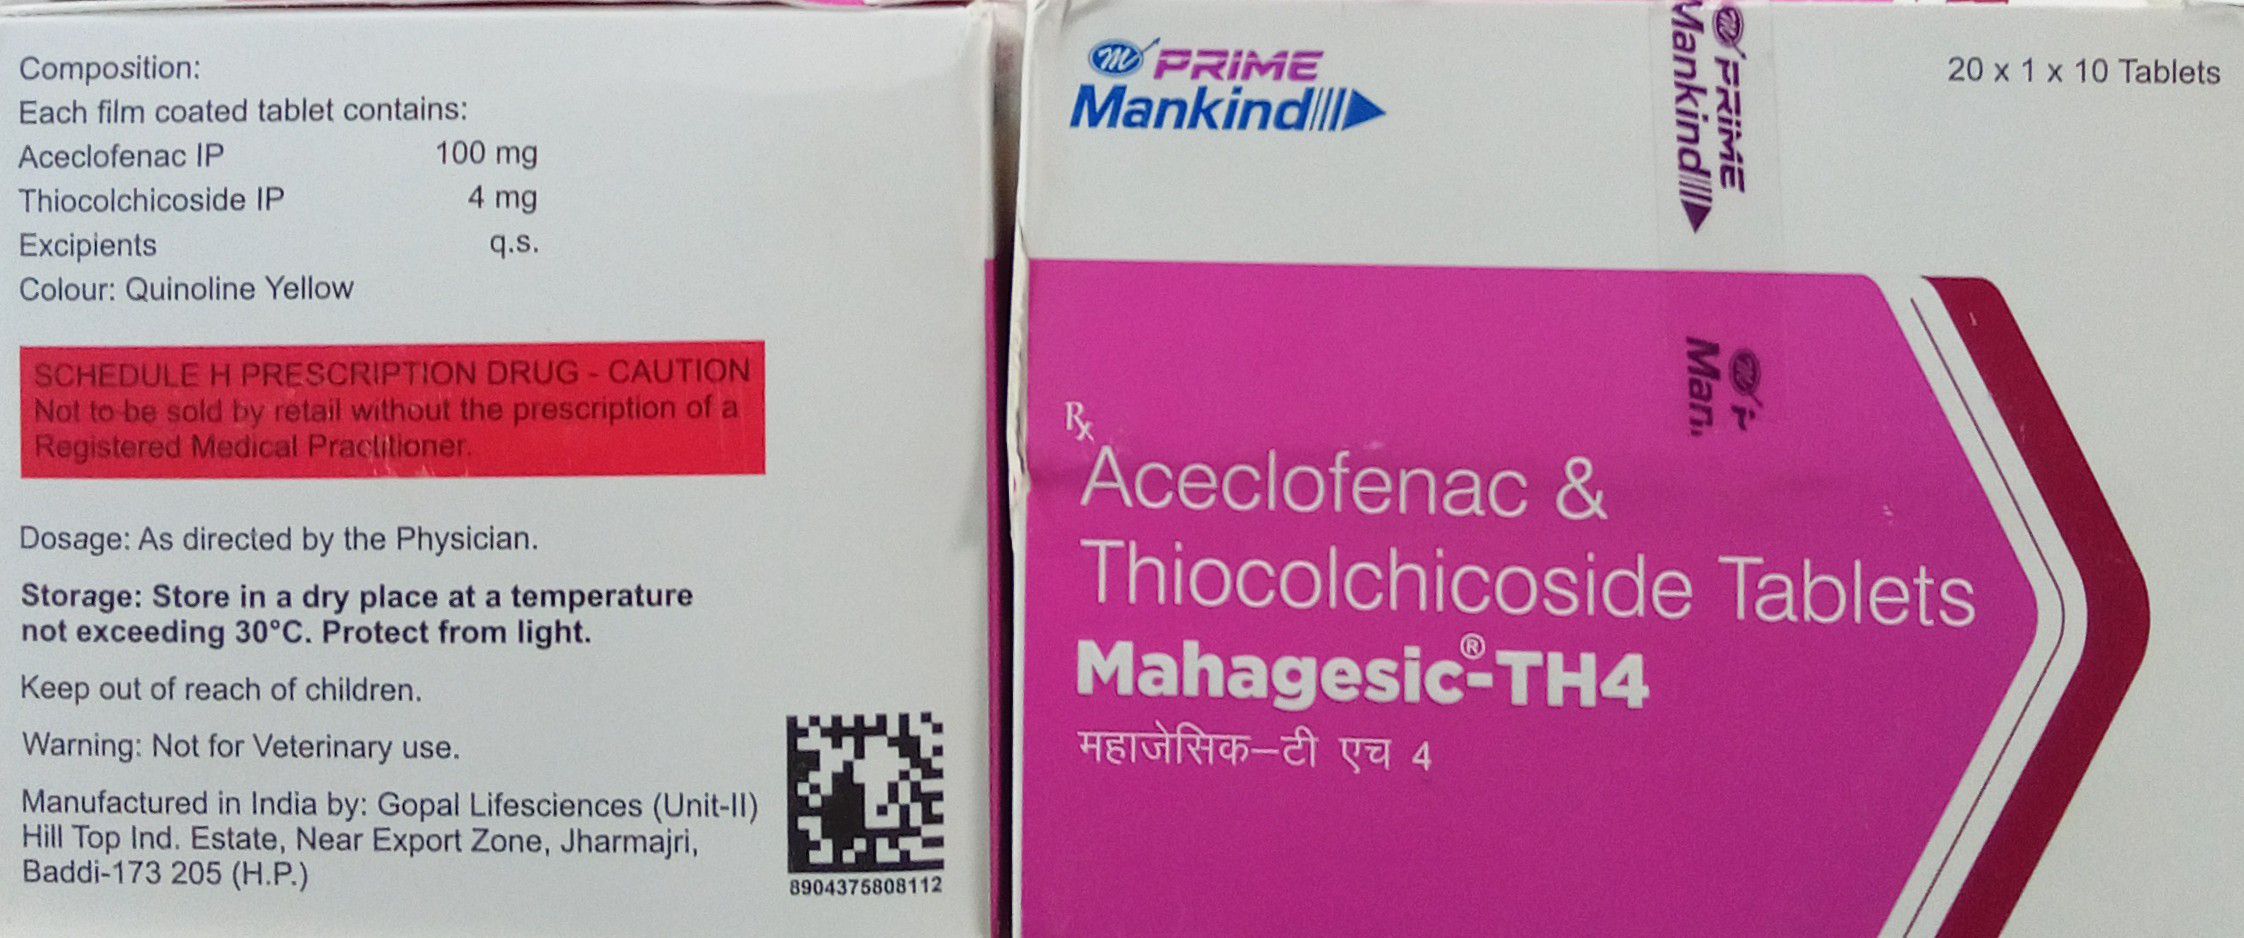 Composition:
Each film coated tablet contains:
Aceclofenac IP 100 mg
Thiocolchicoside IP 4 mg
Excipients q.s.
Colour: Quinoline Yellow
SCHEDULE H PRESCRIPTION DRUG - CAUTION
Not to be sold by retail without the prescription of a
Registered Medical Practitioner.
Dosage: As directed by the Physician.
Storage: Store in a dry place at a temperature
not exceeding 30°C. Protect from light.
Keep out of reach of children.
Warning: Not for Veterinary use.
Manufactured in India by: Gopal Lifesciences (Unit-II)
Hill Top Ind. Estate, Near Export Zone, Jharmajri,
Baddi-173 205 (H.P.)
8904375808112
m PRIME
Mankind
m PRIME
Mankind
20 x 1 x 10 Tablets
m
Man
Rx
Aceclofenac &
Thiocolchicoside Tablets
Mahagesic®-TH4
महाजेसिक–टी एच 4